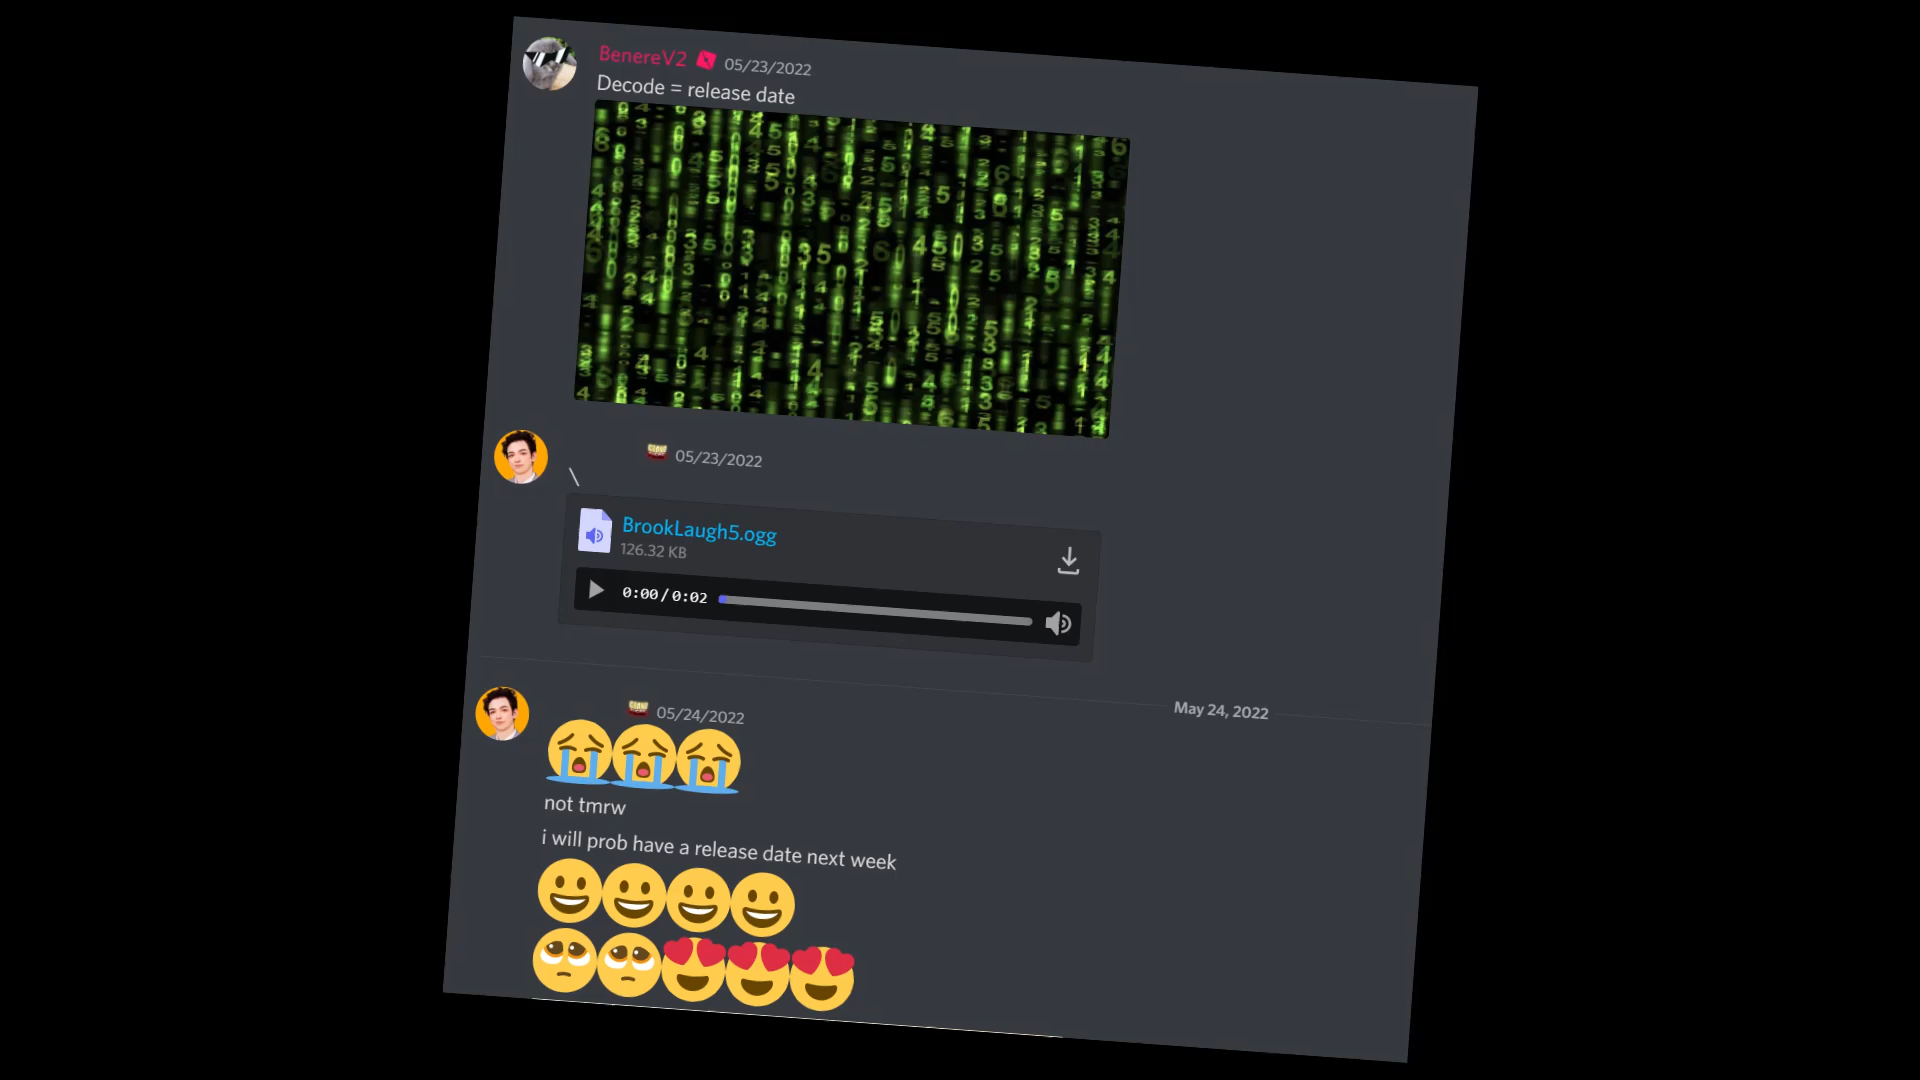 BenereV2 05/23/2022
Decode = release date
05/23/2022
\
BrookLaugh5.ogg
126.32 KB
0:00 / 0:02
May 24, 2022
05/24/2022
not tmrw
i will prob have a release date next week